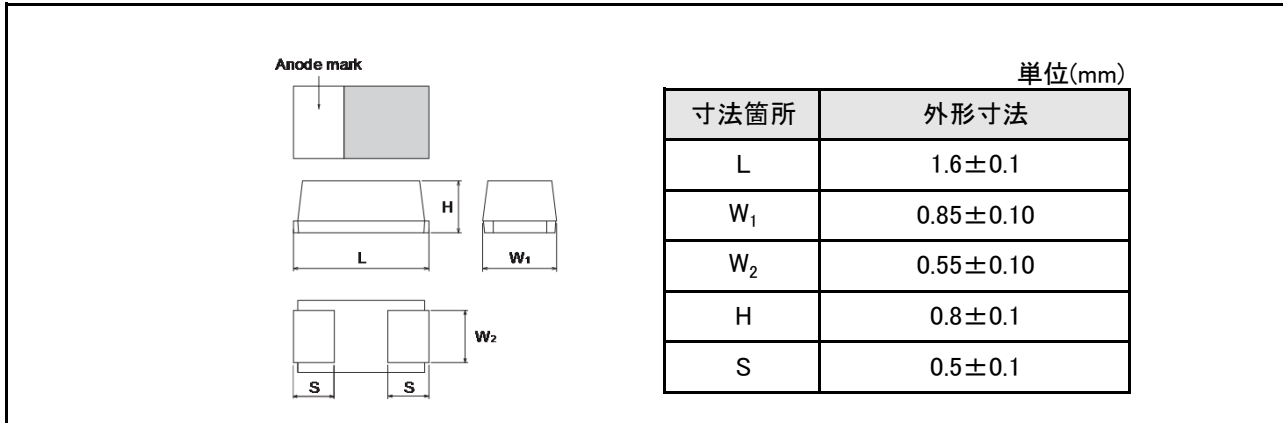 Anode mark
H
L
W₁
W₂
S
S
単位(mm)
寸法箇所 外形寸法
L 1.6±0.1
W₁ 0.85±0.10
W₂ 0.55±0.10
H 0.8±0.1
S 0.5±0.1